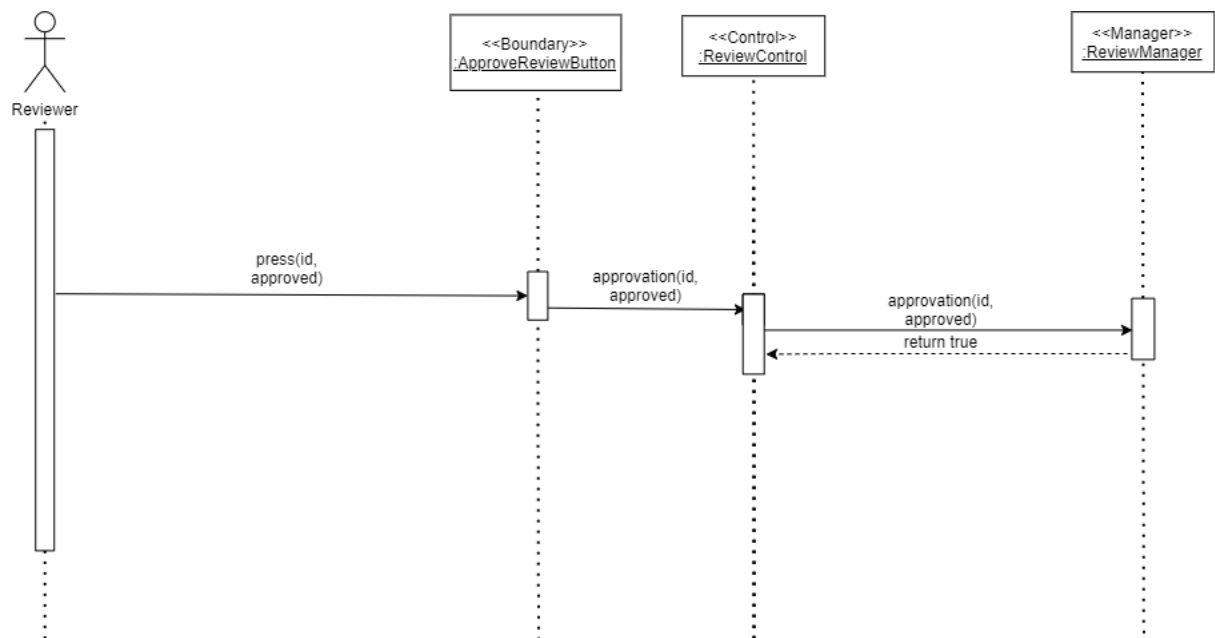 <<Boundary>>
:ApproveReviewButton
<<Control>>
:ReviewControl
<<Manager>>
:ReviewManager
Reviewer
press(id,
approved)
approvation(id,
approved)
approvation(id,
approved)
return true